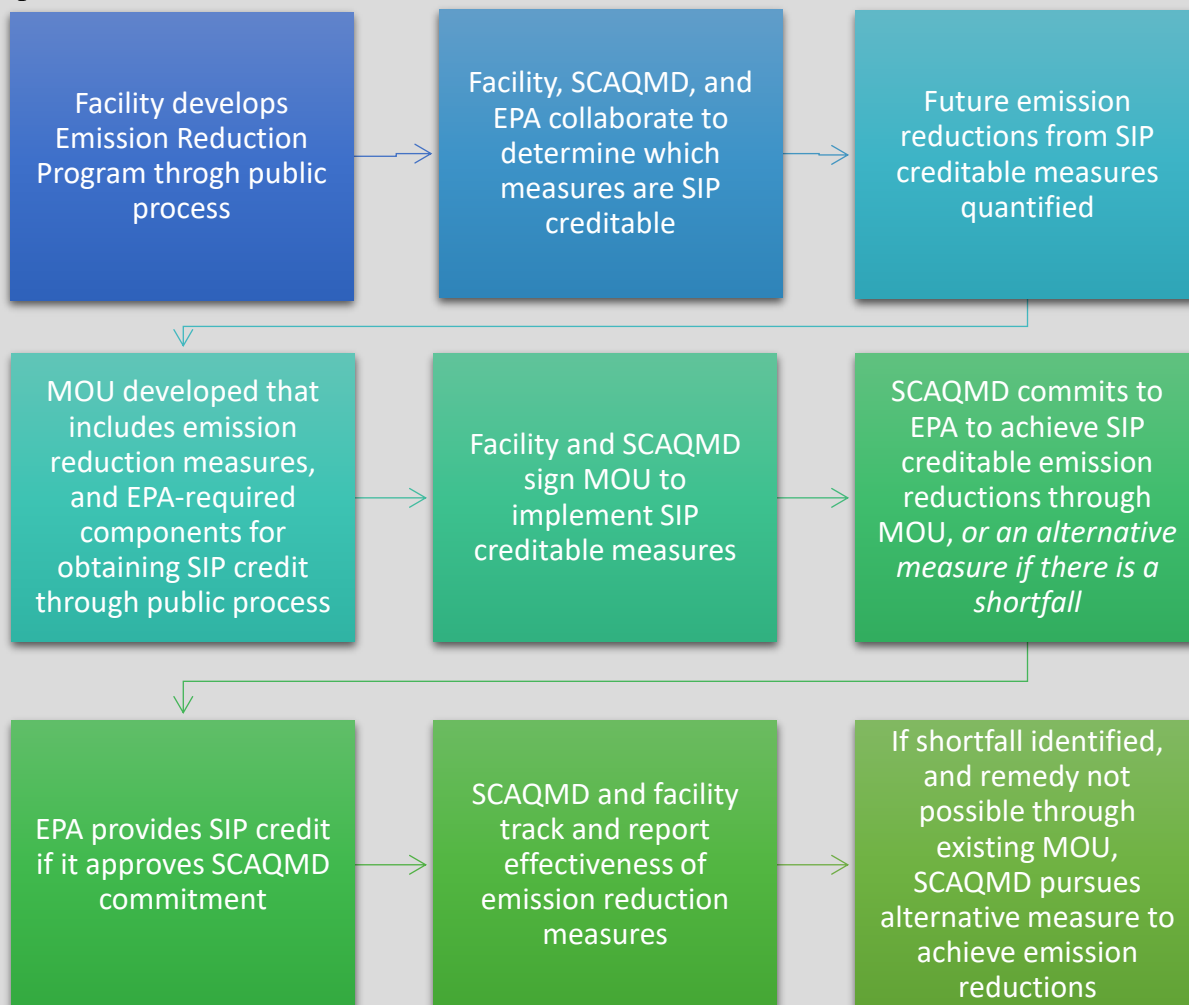 Facility develops
Emission Reduction
Program throgh public
process
Facility, SCAQMD, and
EPA collaborate to
determine which
measures are SIP
creditable
Future emission
reductions from SIP
creditable measures
quantified
MOU developed that
includes emission
reduction measures,
and EPA-required
components for
obtaining SIP credit
through public process
Facility and SCAQMD
sign MOU to
implement SIP
creditable measures
SCAQMD commits to
EPA to achieve SIP
creditable emission
reductions through
MOU, or an alternative
measure if there is a
shortfall
EPA provides SIP credit
if it approves SCAQMD
commitment
SCAQMD and facility
track and report
effectiveness of
emission reduction
measures
If shortfall identified,
and remedy not
possible through
existing MOU,
SCAQMD pursues
alternative measure to
achieve emission
reductions